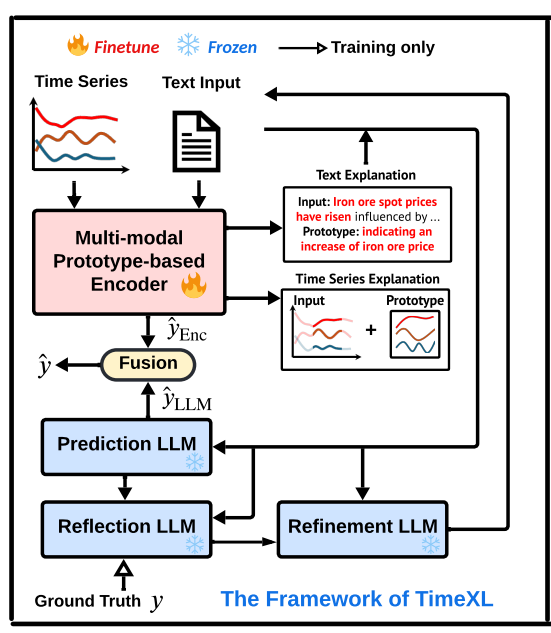 Finetune
Frozen
Training only
Time Series
Text Input
Text Explanation
Input: Iron ore spot prices
have risen influenced by ...
Prototype: indicating an
increase of iron ore price
Multi-modal
Prototype-based
Encoder
Time Series Explanation
Input
Prototype
+
ŷ_Enc
Fusion
ŷ
ŷ_LLM
Prediction LLM
Reflection LLM
Refinement LLM
Ground Truth y
The Framework of TimeXL